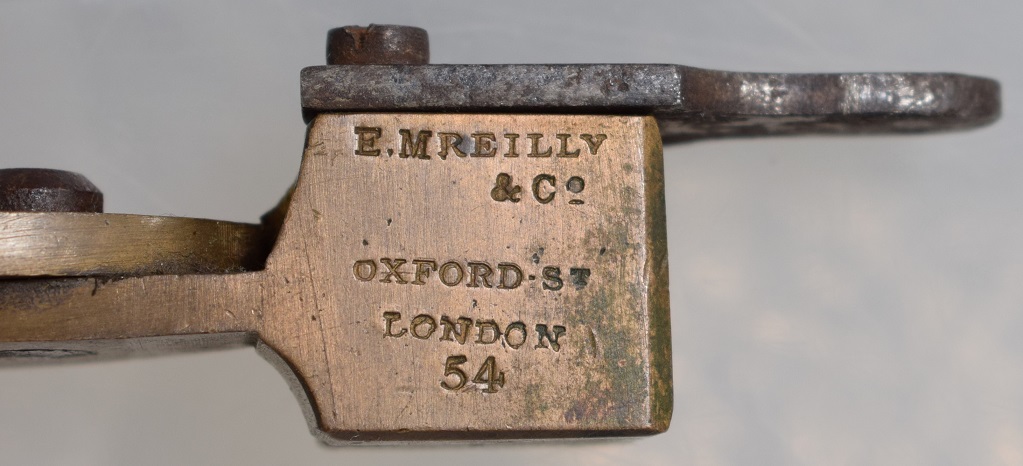 E.M REILLY
& Co
OXFORD·ST
LONDON
54